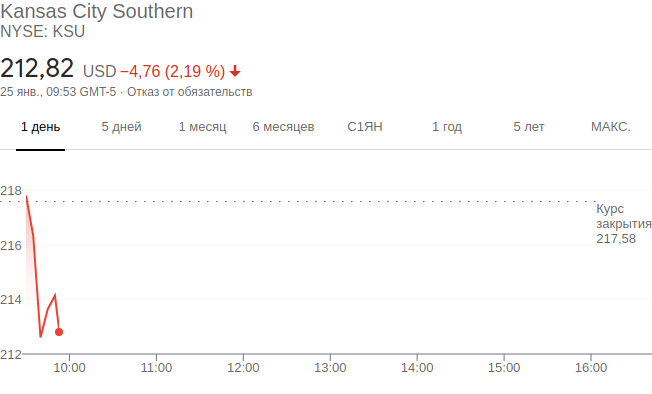 Kansas City Southern
NYSE: KSU
212,82 USD −4,76 (2,19 %)
25 янв., 09:53 GMT-5 · Отказ от обязательств
1 день 5 дней 1 месяц 6 месяцев С1ЯН 1 год 5 лет МАКС.
218
Курс
закрытия
217,58
216
214
212
10:00 11:00 12:00 13:00 14:00 15:00 16:00